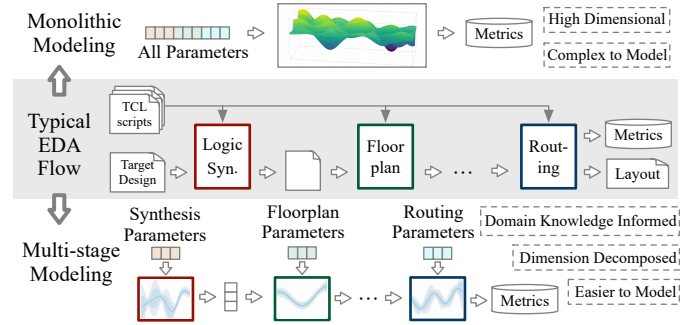 Monolithic
Modeling
All Parameters
Metrics
High Dimensional
Complex to Model
Typical
EDA
Flow
TCL
scripts
Target
Design
Logic
Syn.
Floor
plan
...
Rout-
ing
Metrics
Layout
Multi-stage
Modeling
Synthesis
Parameters
Floorplan
Parameters
Routing
Parameters
...
Metrics
Domain Knowledge Informed
Dimension Decomposed
Easier to Model